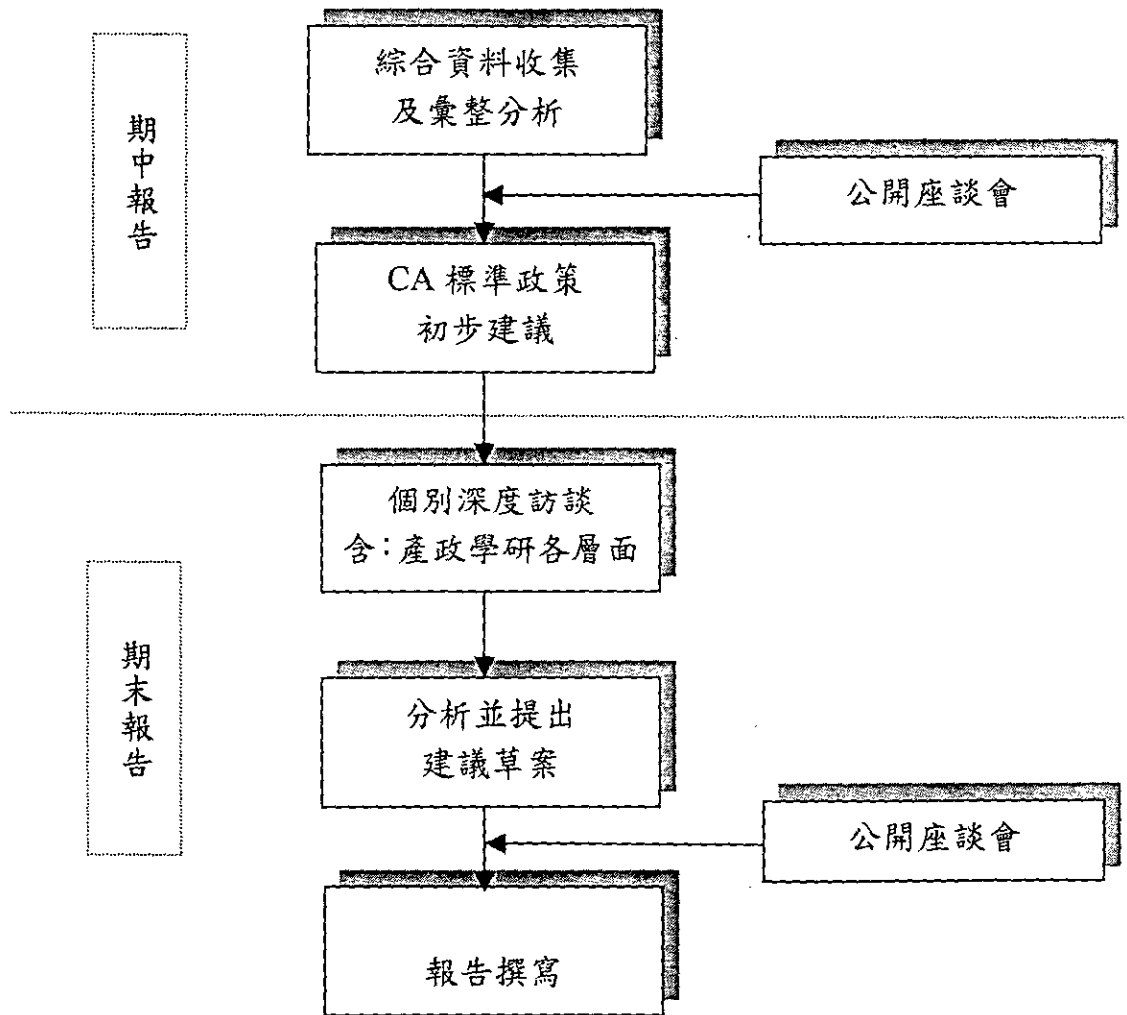 期中報告
綜合資料收集
及彙整分析
公開座談會
CA 標準政策
初步建議
期末報告
個別深度訪談
含：產政學研各層面
分析並提出
建議草案
公開座談會
報告撰寫